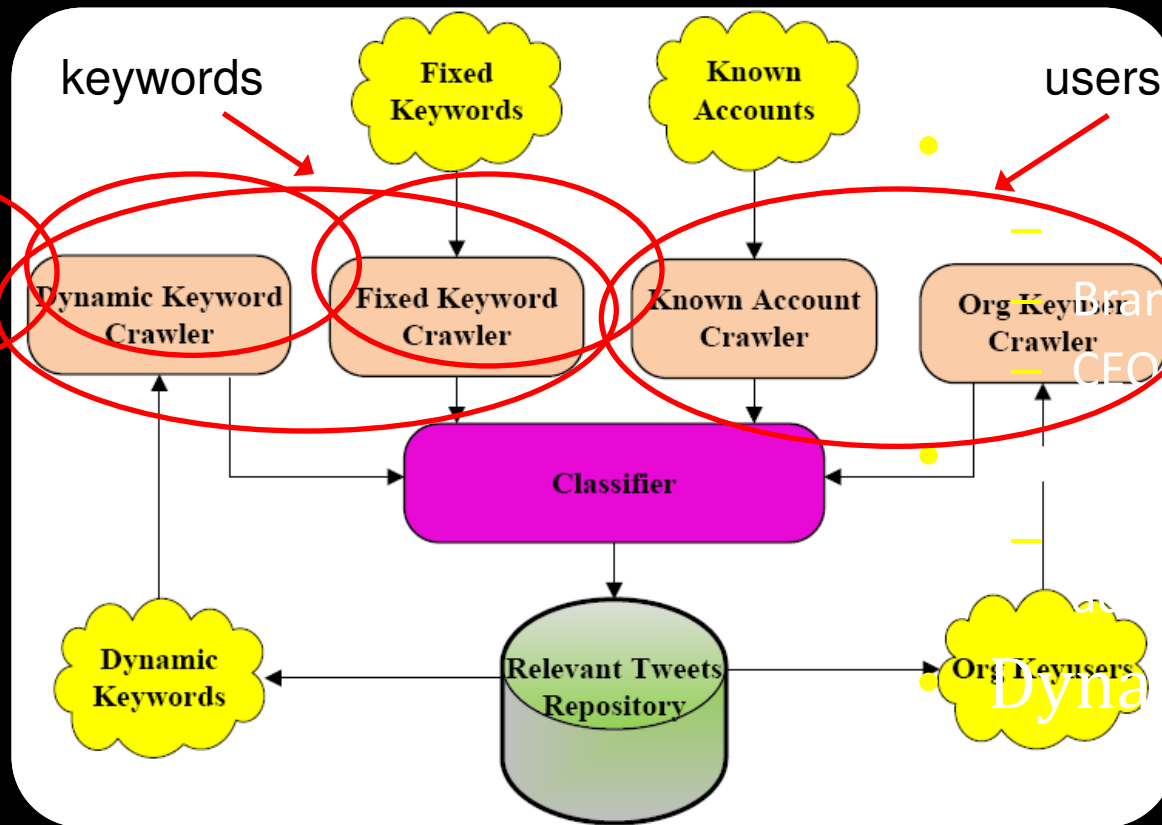 keywords
users
Fixed
Keywords
Known
Accounts
Dynamic Keyword
Crawler
Fixed Keyword
Crawler
Known Account
Crawler
Org Keyuser
Crawler
Bran
CEO
Classifier
Dynamic
Keywords
Relevant Tweets
Repository
Org Keyusers
Dyna